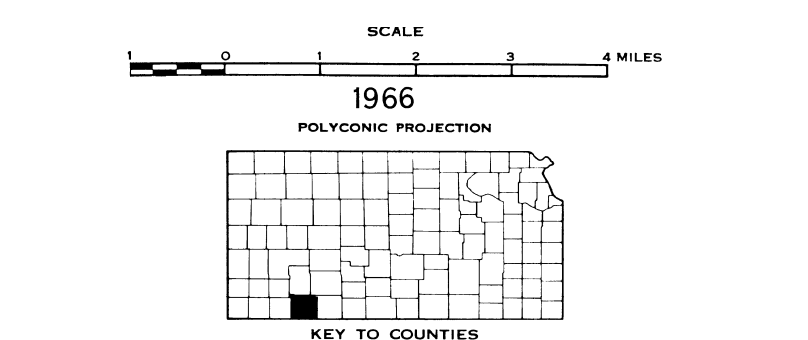 SCALE
1 0 1 2 3 4 MILES
1966
POLYCONIC PROJECTION
KEY TO COUNTIES